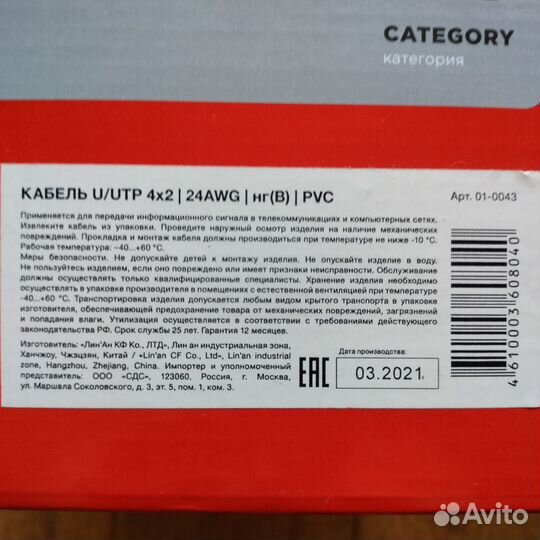 CATEGORY
категория
КАБЕЛЬ U/UTP 4x2 | 24AWG | нг(B) | PVC
Арт. 01-0043
Применяется для передачи информационного сигнала в телекоммуникациях и компьютерных сетях.
Извлеките кабель из упаковки. Проведите наружный осмотр изделия на наличие механических
повреждений. Прокладка и монтаж кабеля должны производиться при температуре не ниже -10 °C.
Рабочая температура: –40...+60 °C.
Меры безопасности. Не допускайте детей к монтажу изделия. Не опускайте изделие в воду.
Не пользуйтесь изделием, если оно повреждено или имеет признаки неисправности. Обслуживание
должны осуществлять только квалифицированные специалисты. Хранение изделия необходимо
осуществлять в упаковке производителя в помещениях с естественной вентиляцией при температуре
-40...+60 °C. Транспортировка изделия допускается любым видом крытого транспорта в упаковке
изготовителя, обеспечивающей предохранение товара от механических повреждений, загрязнений
и попадания влаги. Утилизация осуществляется в соответствии с требованиями действующего
законодательства РФ. Срок службы 25 лет. Гарантия 12 месяцев.
Изготовитель: «Лин'Ан КФ Ко., ЛТД», Лин ан индустриальная зона,
Ханчжоу, Чжэцзян, Китай / «Lin'an CF Co., Ltd», Lin'an industrial
zone, Hangzhou, Zhejiang, China. Импортер и уполномоченный
представитель: ООО «СДС», 123060, Россия, г. Москва,
ул. Маршала Соколовского, д. 3, эт. 5, пом. 1, ком. 3.
EAC
Дата производства:
03.2021
4610003608040
Avito